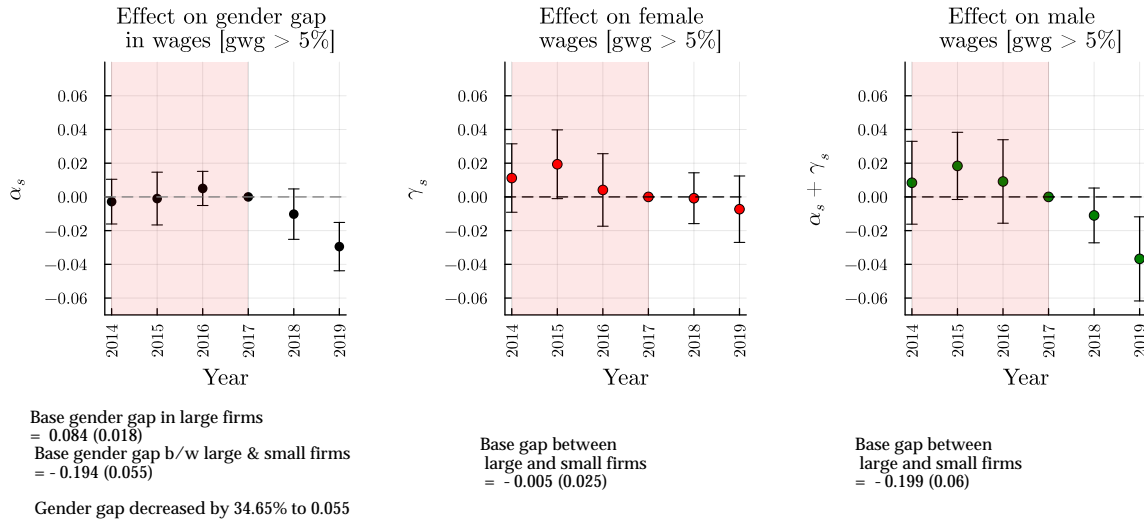 Effect on gender gap
in wages [gwg > 5%]
α_s
0.06
0.04
0.02
0.00
−0.02
−0.04
−0.06
2014
2015
2016
2017
2018
2019
Year
Base gender gap in large firms
= 0.084 (0.018)
Base gender gap b/w large & small firms
= - 0.194 (0.055)
Gender gap decreased by 34.65% to 0.055
Effect on female
wages [gwg > 5%]
γ_s
0.06
0.04
0.02
0.00
−0.02
−0.04
−0.06
2014
2015
2016
2017
2018
2019
Year
Base gap between
large and small firms
= - 0.005 (0.025)
Effect on male
wages [gwg > 5%]
α_s + γ_s
0.06
0.04
0.02
0.00
−0.02
−0.04
−0.06
2014
2015
2016
2017
2018
2019
Year
Base gap between
large and small firms
= - 0.199 (0.06)